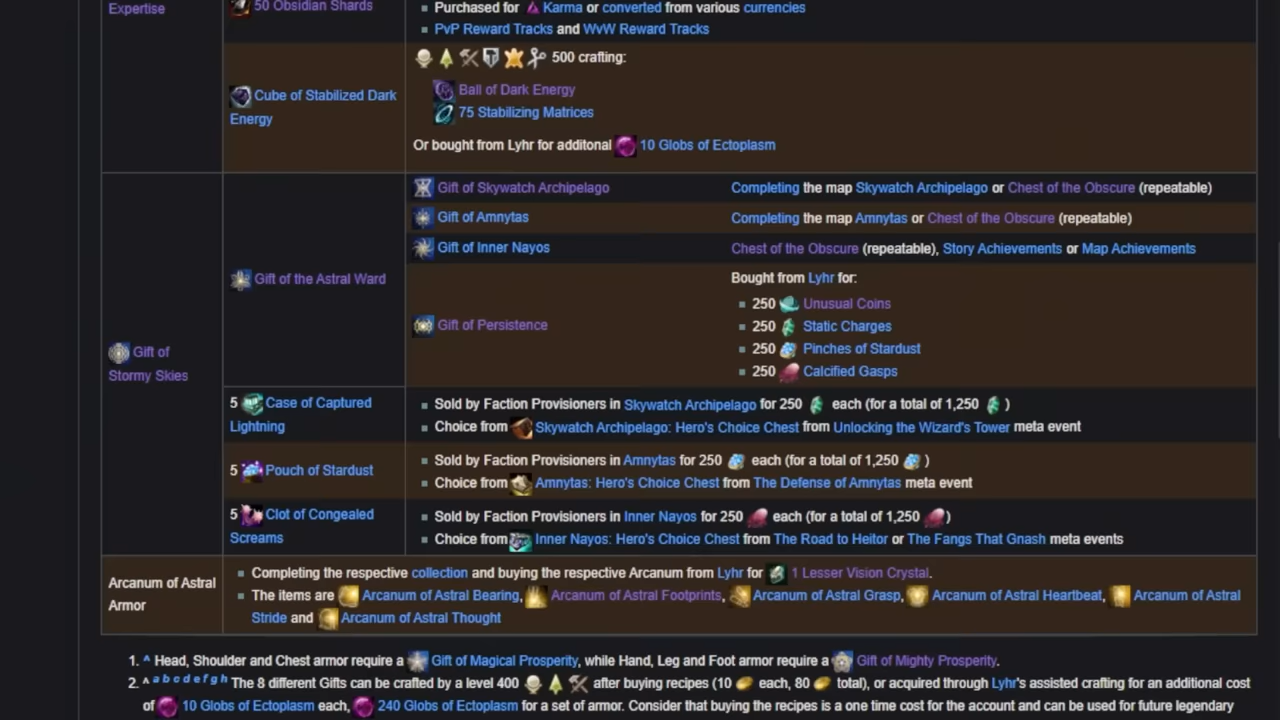 Expertise
50 Obsidian Shards
Purchased for Karma or converted from various currencies
PvP Reward Tracks and WvW Reward Tracks
Cube of Stabilized Dark
Energy
500 crafting:
Ball of Dark Energy
75 Stabilizing Matrices
Or bought from Lyhr for additonal 10 Globs of Ectoplasm
Gift of
Stormy Skies
Gift of the Astral Ward
Gift of Skywatch Archipelago
Completing the map Skywatch Archipelago or Chest of the Obscure (repeatable)
Gift of Amnytas
Completing the map Amnytas or Chest of the Obscure (repeatable)
Gift of Inner Nayos
Chest of the Obscure (repeatable), Story Achievements or Map Achievements
Gift of Persistence
Bought from Lyhr for:
250 Unusual Coins
250 Static Charges
250 Pinches of Stardust
250 Calcified Gasps
5 Case of Captured
Lightning
Sold by Faction Provisioners in Skywatch Archipelago for 250 each (for a total of 1,250 )
Choice from Skywatch Archipelago: Hero's Choice Chest from Unlocking the Wizard's Tower meta event
5 Pouch of Stardust
Sold by Faction Provisioners in Amnytas for 250 each (for a total of 1,250 )
Choice from Amnytas: Hero's Choice Chest from The Defense of Amnytas meta event
5 Clot of Congealed
Screams
Sold by Faction Provisioners in Inner Nayos for 250 each (for a total of 1,250 )
Choice from Inner Nayos: Hero's Choice Chest from The Road to Heitor or The Fangs That Gnash meta events
Arcanum of Astral
Armor
Completing the respective collection and buying the respective Arcanum from Lyhr for 1 Lesser Vision Crystal.
The items are Arcanum of Astral Bearing, Arcanum of Astral Footprints, Arcanum of Astral Grasp, Arcanum of Astral Heartbeat, Arcanum of Astral
Stride and Arcanum of Astral Thought
1. ^ Head, Shoulder and Chest armor require a Gift of Magical Prosperity, while Hand, Leg and Foot armor require a Gift of Mighty Prosperity.
2. ^ a b c d e f g h The 8 different Gifts can be crafted by a level 400 after buying recipes (10 each, 80 total), or acquired through Lyhr's assisted crafting for an additional cost
of 10 Globs of Ectoplasm each, 240 Globs of Ectoplasm for a set of armor. Consider that buying the recipes is a one time cost for the account and can be used for future legendary